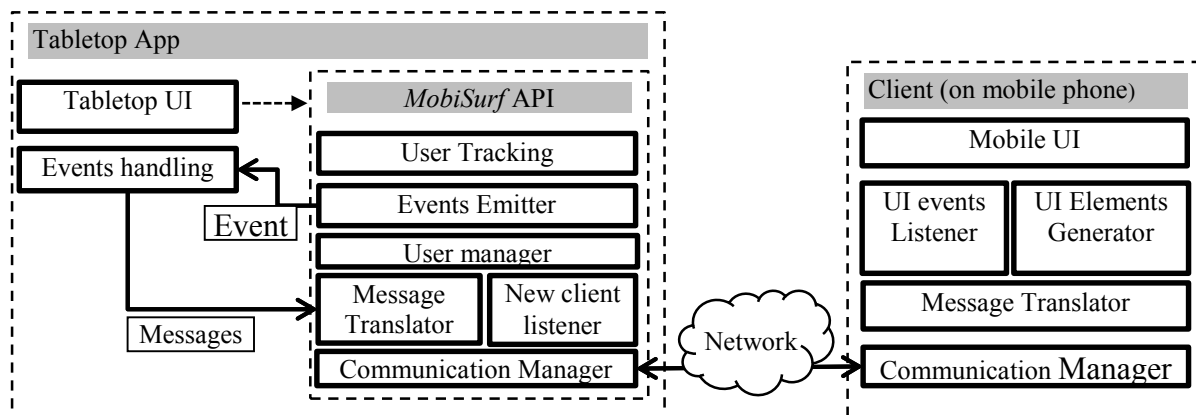 Tabletop App
Tabletop UI
Events handling
Event
Messages
MobiSurf API
User Tracking
Events Emitter
User manager
Message
Translator
New client
listener
Communication Manager
Network
Client (on mobile phone)
Mobile UI
UI events
Listener
UI Elements
Generator
Message Translator
Communication Manager